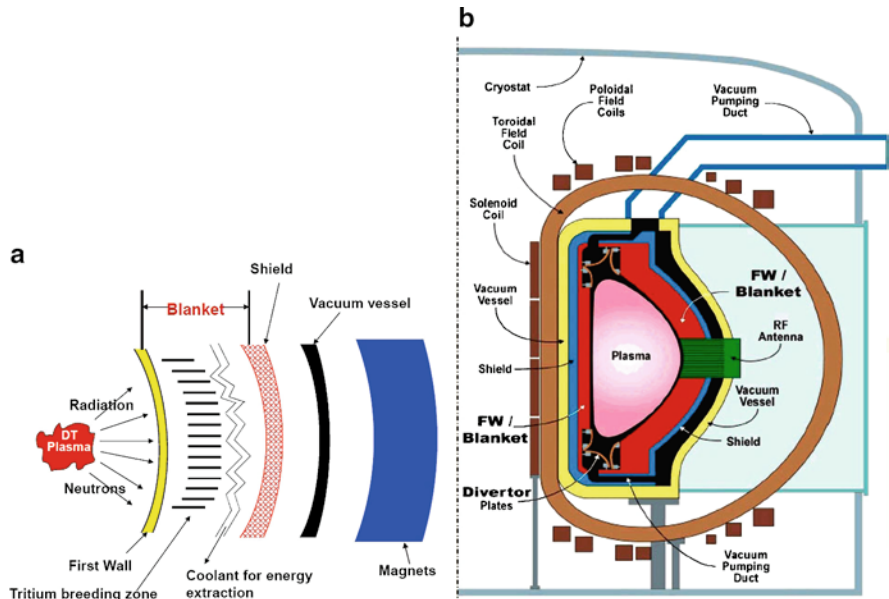 a
Blanket
Shield
Vacuum vessel
Radiation
DT
Plasma
Neutrons
First Wall
Tritium breeding zone
Coolant for energy
extraction
Magnets
b
Cryostat
Poloidal
Field
Coils
Vacuum
Pumping
Duct
Toroidal
Field
Coil
Solenoid
Coil
Vacuum
Vessel
Shield
FW /
Blanket
Divertor
Plates
Plasma
FW /
Blanket
RF
Antenna
Vacuum
Vessel
Shield
Vacuum
Pumping
Duct